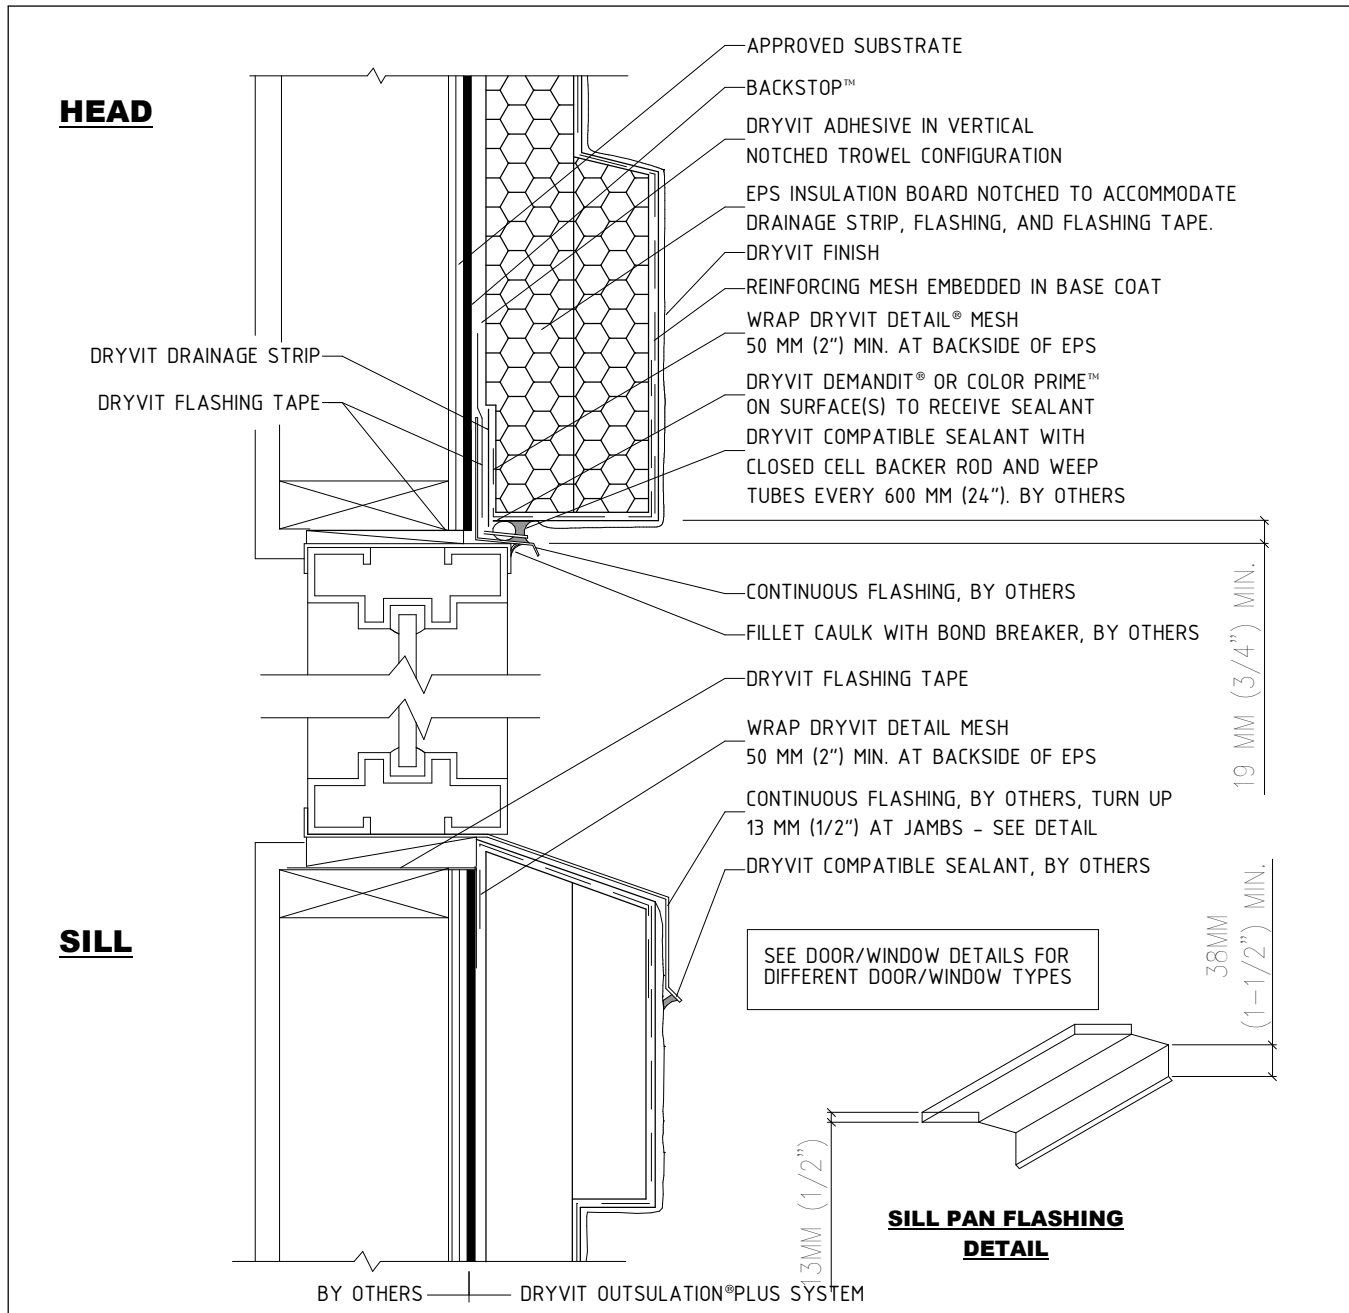 HEAD
APPROVED SUBSTRATE
BACKSTOP™
DRYVIT ADHESIVE IN VERTICAL
NOTCHED TROWEL CONFIGURATION
EPS INSULATION BOARD NOTCHED TO ACCOMMODATE
DRAINAGE STRIP, FLASHING, AND FLASHING TAPE.
DRYVIT FINISH
REINFORCING MESH EMBEDDED IN BASE COAT
WRAP DRYVIT DETAIL® MESH
50 MM (2") MIN. AT BACKSIDE OF EPS
DRYVIT DRAINAGE STRIP
DRYVIT FLASHING TAPE
DRYVIT DEMANDIT® OR COLOR PRIME™
ON SURFACE(S) TO RECEIVE SEALANT
DRYVIT COMPATIBLE SEALANT WITH
CLOSED CELL BACKER ROD AND WEEP
TUBES EVERY 600 MM (24"). BY OTHERS
CONTINUOUS FLASHING, BY OTHERS
FILLET CAULK WITH BOND BREAKER, BY OTHERS
19 MM (3/4") MIN.
DRYVIT FLASHING TAPE
WRAP DRYVIT DETAIL MESH
50 MM (2") MIN. AT BACKSIDE OF EPS
CONTINUOUS FLASHING, BY OTHERS, TURN UP
13 MM (1/2") AT JAMBS - SEE DETAIL
DRYVIT COMPATIBLE SEALANT, BY OTHERS
SILL
SEE DOOR/WINDOW DETAILS FOR
DIFFERENT DOOR/WINDOW TYPES
38MM
(1-1/2") MIN.
13MM (1/2")
SILL PAN FLASHING
DETAIL
BY OTHERS
DRYVIT OUTSULATION®PLUS SYSTEM